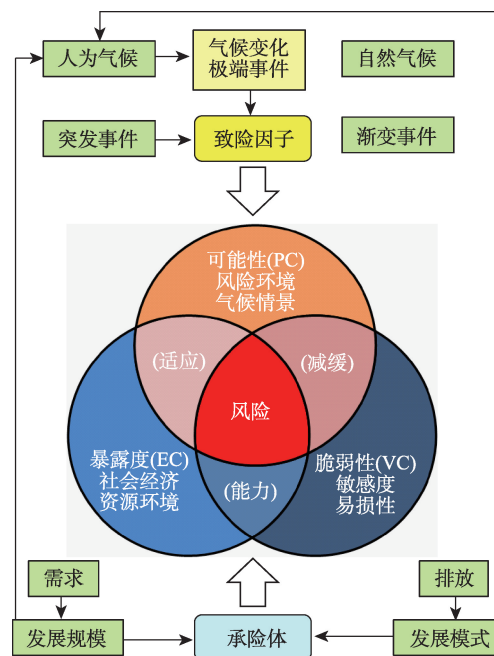 人为气候
气候变化
极端事件
自然气候
突发事件
致险因子
渐变事件
可能性(PC)
风险环境
气候情景
(适应)
(减缓)
风险
暴露度(EC)
社会经济
资源环境
(能力)
脆弱性(VC)
敏感度
易损性
需求
排放
发展规模
承险体
发展模式